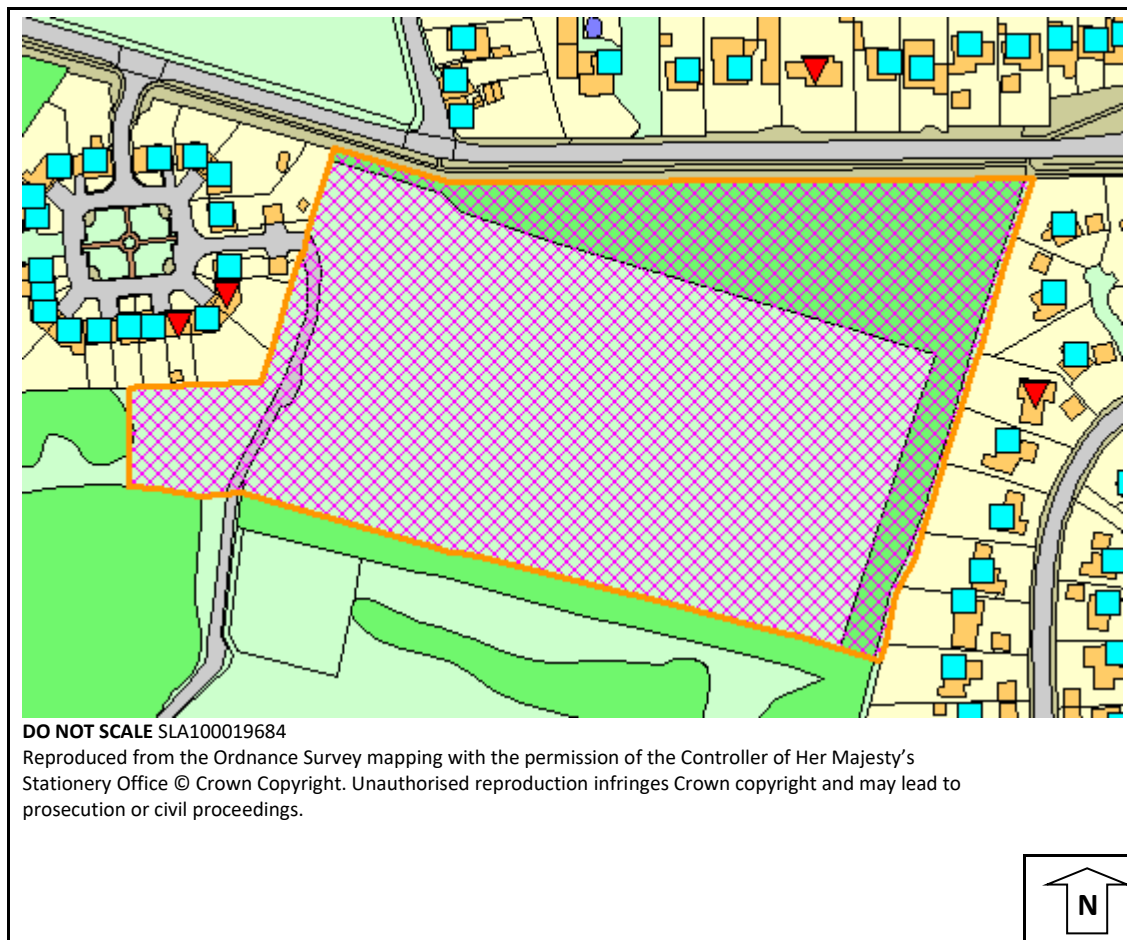 DO NOT SCALE SLA100019684
Reproduced from the Ordnance Survey mapping with the permission of the Controller of Her Majesty's
Stationery Office © Crown Copyright. Unauthorised reproduction infringes Crown copyright and may lead to
prosecution or civil proceedings.
N